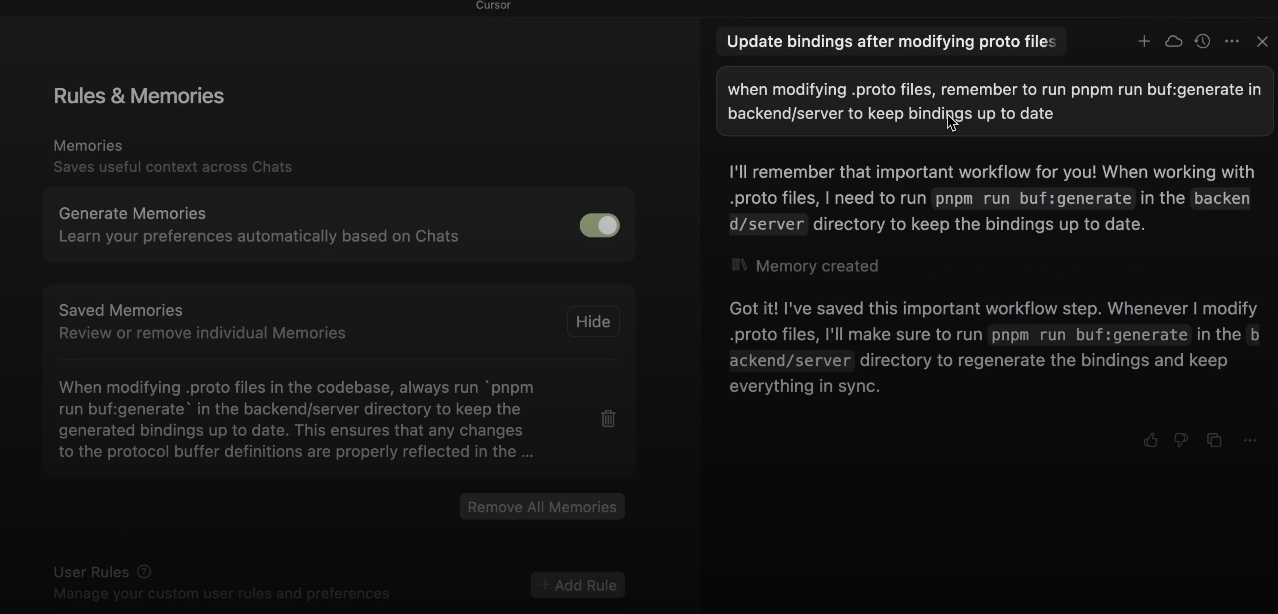 Cursor
Rules & Memories
Memories
Saves useful context across Chats
Generate Memories
Learn your preferences automatically based on Chats
Saved Memories
Review or remove individual Memories
Hide
When modifying .proto files in the codebase, always run `pnpm
run buf:generate` in the backend/server directory to keep the
generated bindings up to date. This ensures that any changes
to the protocol buffer definitions are properly reflected in the ...
Remove All Memories
User Rules
Manage your custom user rules and preferences
+ Add Rule
Update bindings after modifying proto files
when modifying .proto files, remember to run pnpm run buf:generate in
backend/server to keep bindings up to date
I'll remember that important workflow for you! When working with
.proto files, I need to run pnpm run buf:generate in the backen
d/server directory to keep the bindings up to date.
Memory created
Got it! I've saved this important workflow step. Whenever I modify
.proto files, I'll make sure to run pnpm run buf:generate in the b
ackend/server directory to regenerate the bindings and keep
everything in sync.